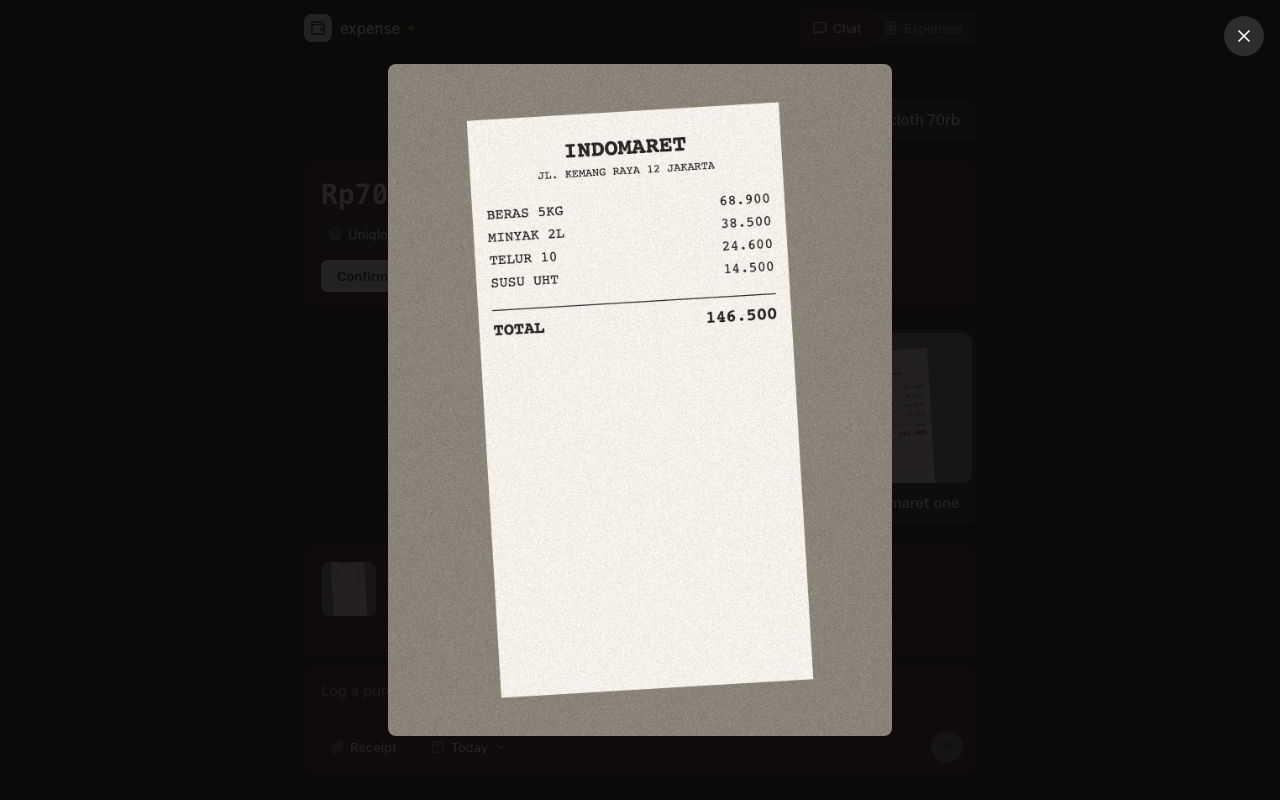 expense
Chat
Expenses
cloth 70rb
Rp70
Uniqlo
Confirm
INDOMARET
JL. KEMANG RAYA 12 JAKARTA
BERAS 5KG 68.900
MINYAK 2L 38.500
TELUR 10 24.600
SUSU UHT 14.500
TOTAL 146.500
146.500
maret one
Log a pur
Receipt
Today